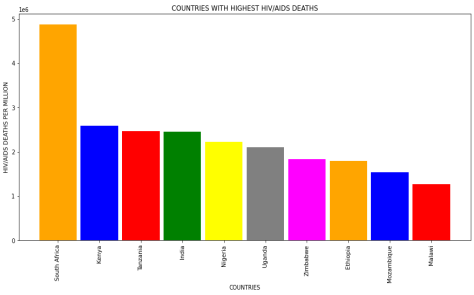 COUNTRIES WITH HIGHEST HIV/AIDS DEATHS
1e6
5
4
3
2
1
0
HIV/AIDS DEATHS PER MILLION
South Africa
Kenya
Tanzania
India
Nigeria
Uganda
Zimbabwe
Ethiopia
Mozambique
Malawi
COUNTRIES